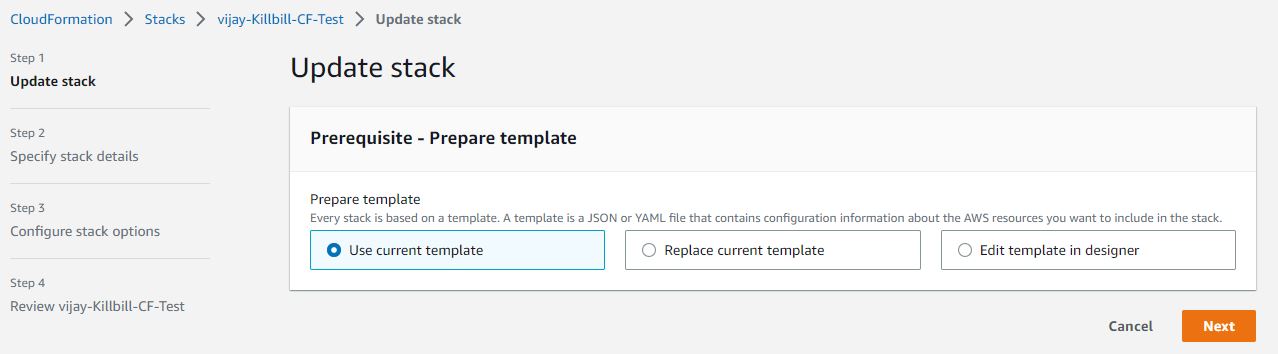 CloudFormation > Stacks > vijay-Killbill-CF-Test > Update stack
Step 1
Update stack
Step 2
Specify stack details
Step 3
Configure stack options
Step 4
Review vijay-Killbill-CF-Test
Update stack
Prerequisite - Prepare template
Prepare template
Every stack is based on a template. A template is a JSON or YAML file that contains configuration information about the AWS resources you want to include in the stack.
Use current template
Replace current template
Edit template in designer
Cancel
Next